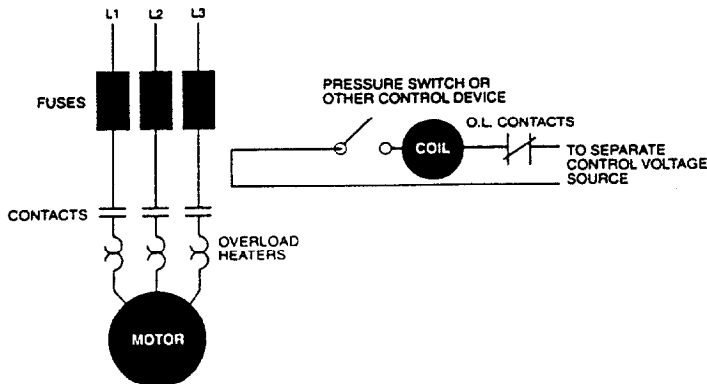 L1 L2 L3
FUSES
PRESSURE SWITCH OR
OTHER CONTROL DEVICE
O.L. CONTACTS
COIL
TO SEPARATE
CONTROL VOLTAGE
SOURCE
CONTACTS
OVERLOAD
HEATERS
MOTOR